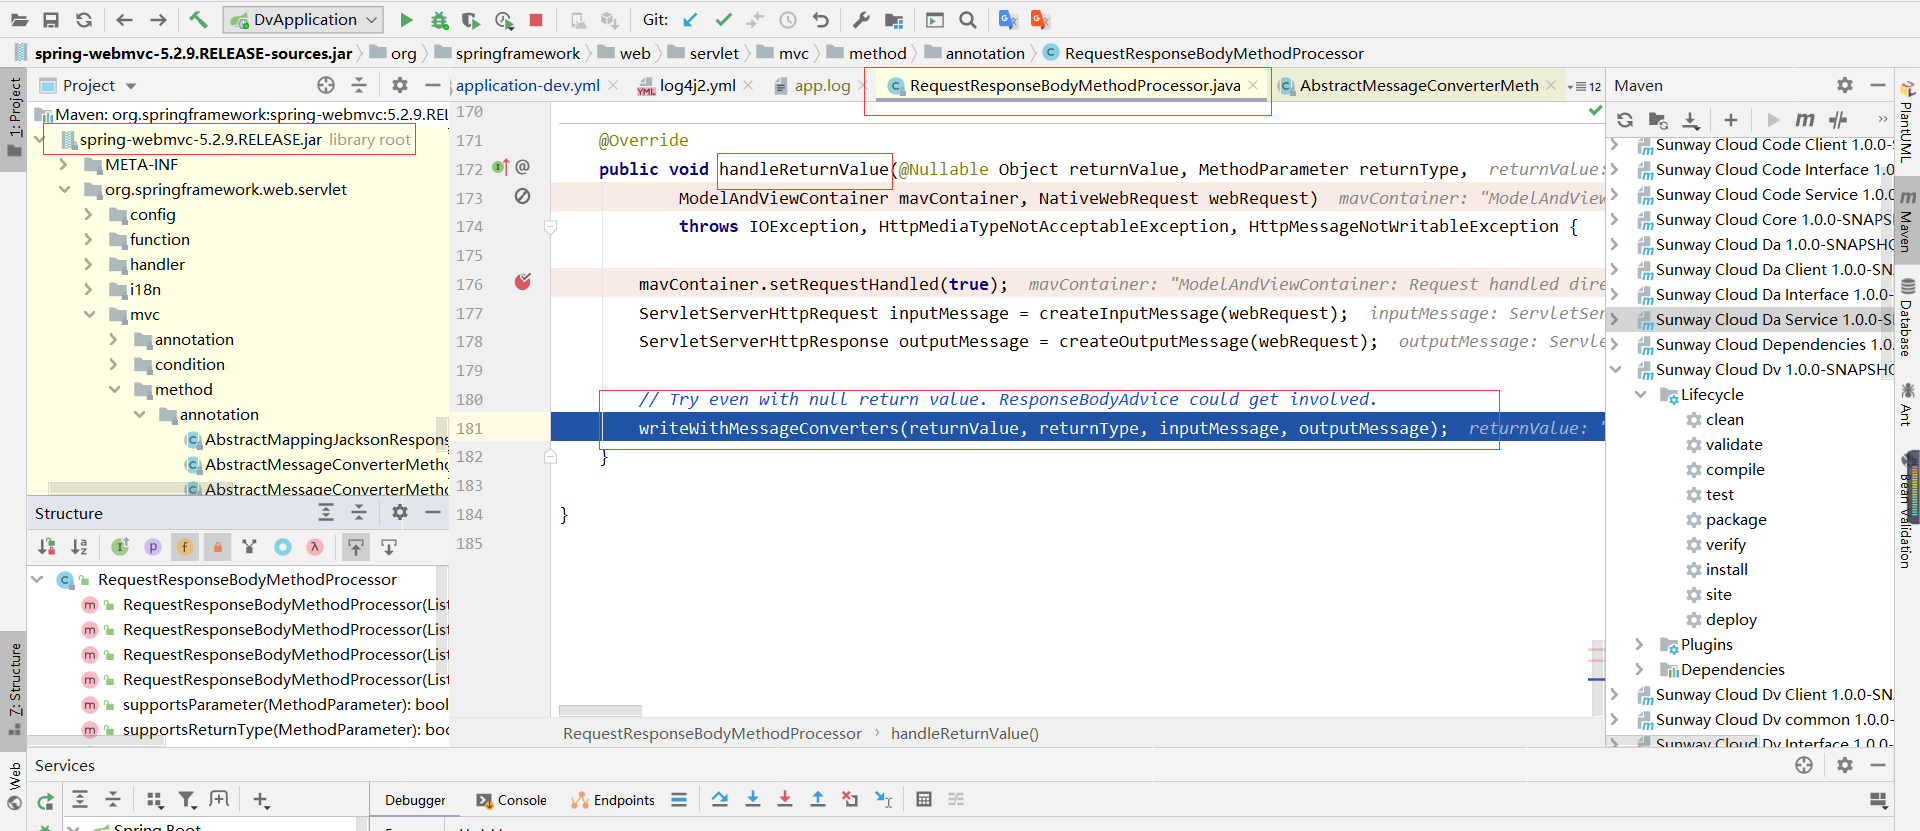 DvApplication
Git:
spring-webmvc-5.2.9.RELEASE-sources.jar org springframework web servlet mvc method annotation RequestResponseBodyMethodProcessor
1: Project
Project
application-dev.yml
log4j2.yml
app.log
RequestResponseBodyMethodProcessor.java
AbstractMessageConverterMeth
12
Maven
Maven: org.springframework:spring-webmvc:5.2.9.REL
spring-webmvc-5.2.9.RELEASE.jar library root
META-INF
org.springframework.web.servlet
config
function
handler
i18n
mvc
annotation
condition
method
annotation
AbstractMappingJacksonRespons
AbstractMessageConverterMetho
AbstractMessageConverterMetho
Structure
RequestResponseBodyMethodProcessor
RequestResponseBodyMethodProcessor(List
RequestResponseBodyMethodProcessor(List
RequestResponseBodyMethodProcessor(List
RequestResponseBodyMethodProcessor(List
supportsParameter(MethodParameter): bool
supportsReturnType(MethodParameter): boo
7: Structure
Web
170
171 @Override
172 public void handleReturnValue(@Nullable Object returnValue, MethodParameter returnType, returnValue:
173 ModelAndViewContainer mavContainer, NativeWebRequest webRequest) mavContainer: "ModelAndView
174 throws IOException, HttpMediaTypeNotAcceptableException, HttpMessageNotWritableException {
175
176 mavContainer.setRequestHandled(true); mavContainer: "ModelAndViewContainer: Request handled dire
177 ServletServerHttpRequest inputMessage = createInputMessage(webRequest); inputMessage: ServletSer
178 ServletServerHttpResponse outputMessage = createOutputMessage(webRequest); outputMessage: Servle
179
180 // Try even with null return value. ResponseBodyAdvice could get involved.
181 writeWithMessageConverters(returnValue, returnType, inputMessage, outputMessage); returnValue: "
182 }
183
184 }
185
RequestResponseBodyMethodProcessor handleReturnValue()
Sunway Cloud Code Client 1.0.0-S
Sunway Cloud Code Interface 1.0
Sunway Cloud Code Service 1.0.0
Sunway Cloud Core 1.0.0-SNAPS
Sunway Cloud Da 1.0.0-SNAPSHO
Sunway Cloud Da Client 1.0.0-SN
Sunway Cloud Da Interface 1.0.0-
Sunway Cloud Da Service 1.0.0-S
Sunway Cloud Dependencies 1.0.
Sunway Cloud Dv 1.0.0-SNAPSHO
Lifecycle
clean
validate
compile
test
package
verify
install
site
deploy
Plugins
Dependencies
Sunway Cloud Dv Client 1.0.0-SN
Sunway Cloud Dv common 1.0.0-
Sunway Cloud Dv Interface 1.0.0-
PlantUML
Maven
Database
Ant
Bean Validation
Services
Debugger
Console
Endpoints
Spring Boot